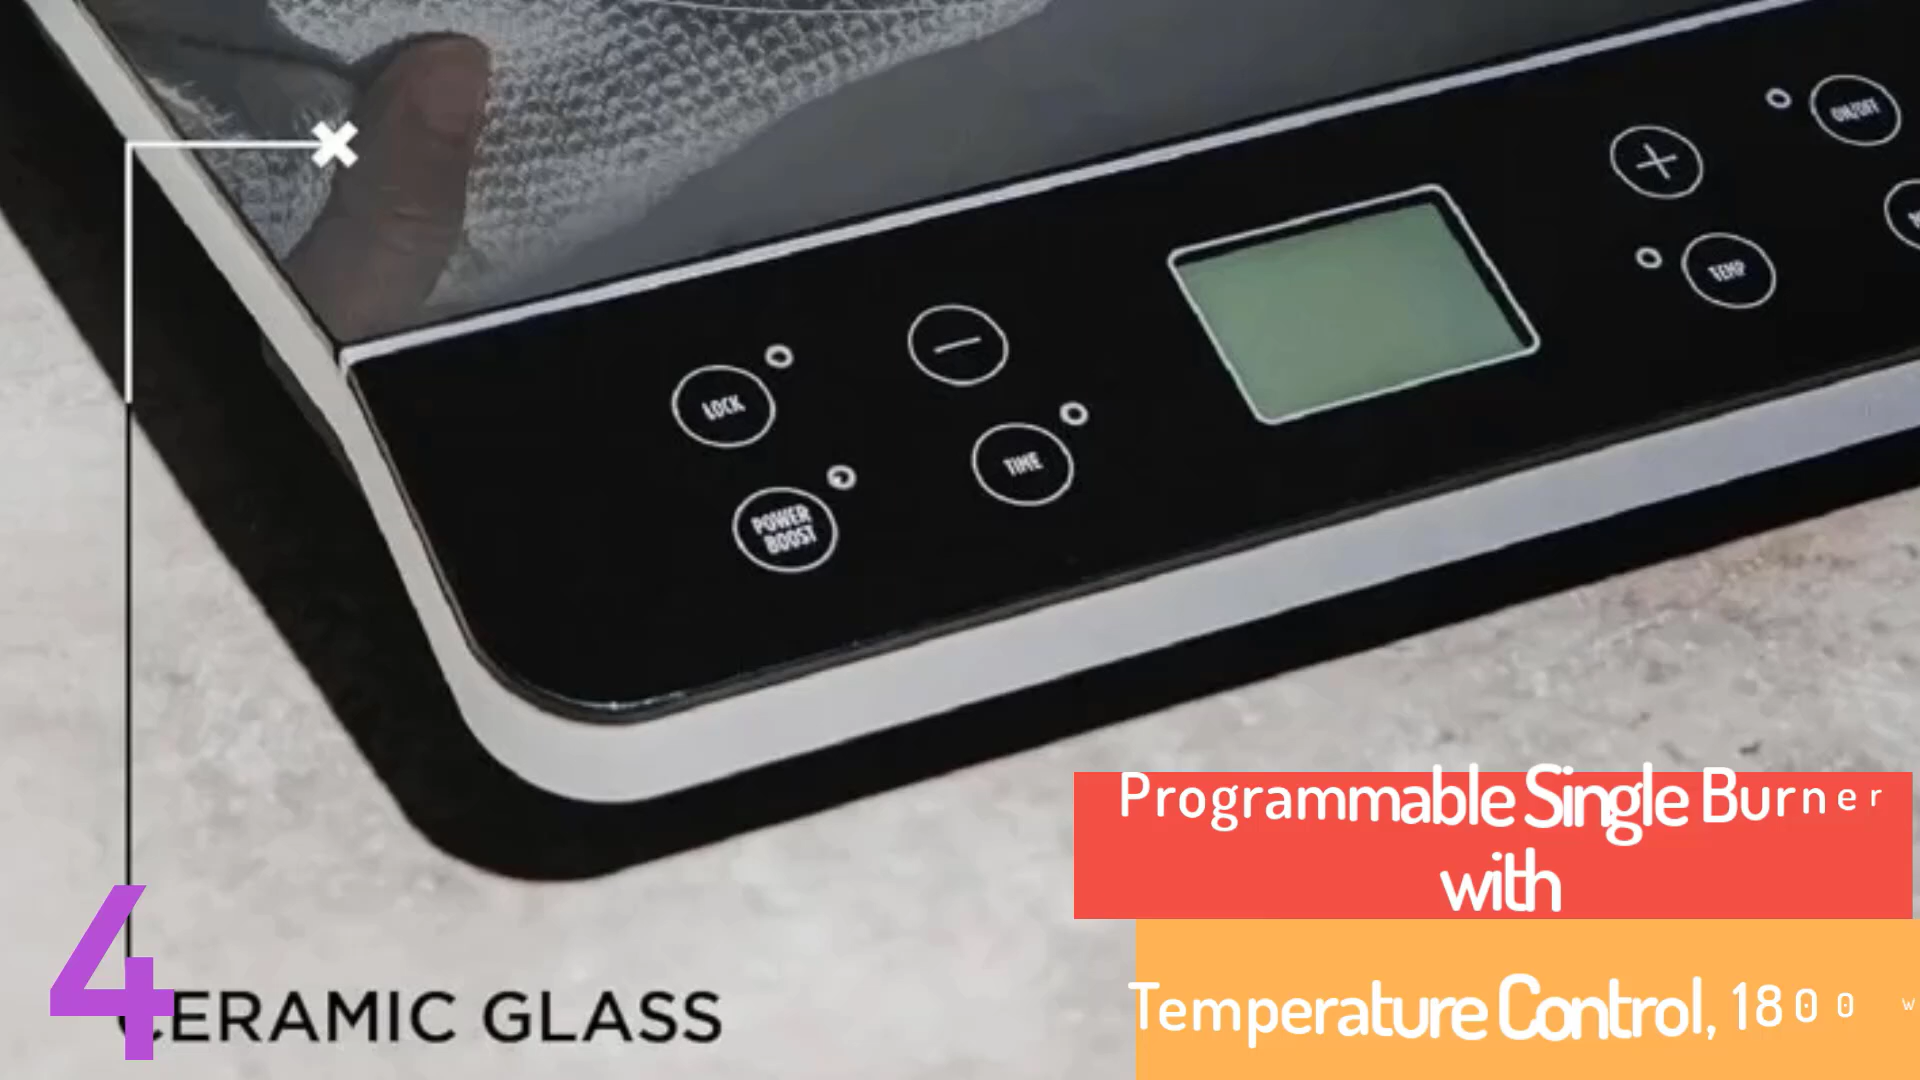 ON/OFF
TEMP
LOCK
TIME
POWER
BOOST
Programmable Single Burner
with
Temperature Control, 1800 w
4
CERAMIC GLASS